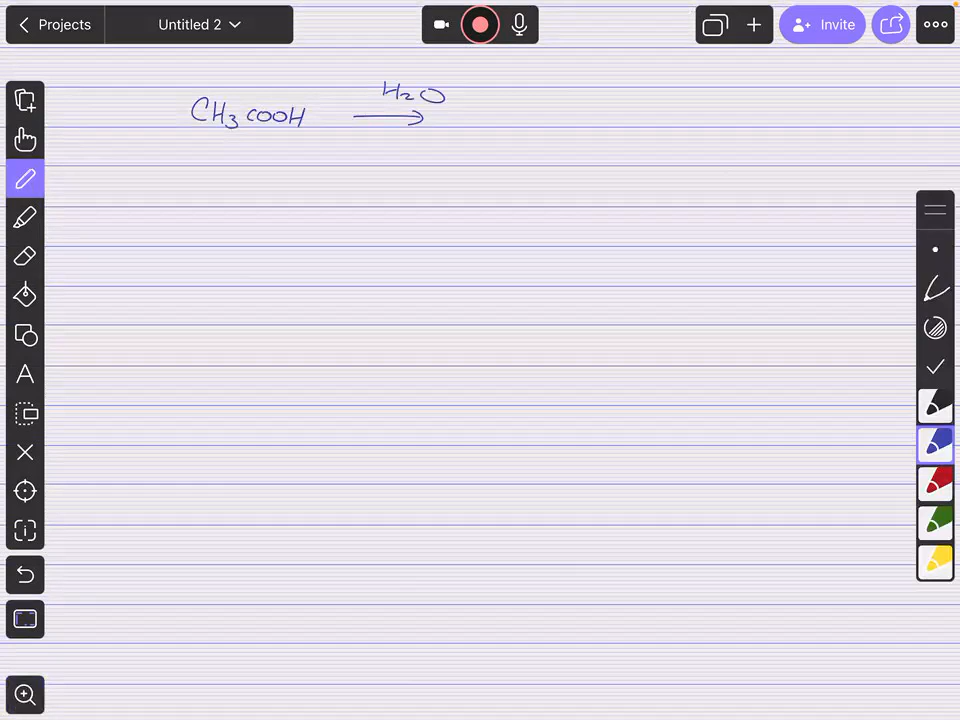 Projects Untitled 2 Invite
H₂O
CH₃COOH ⟶
A